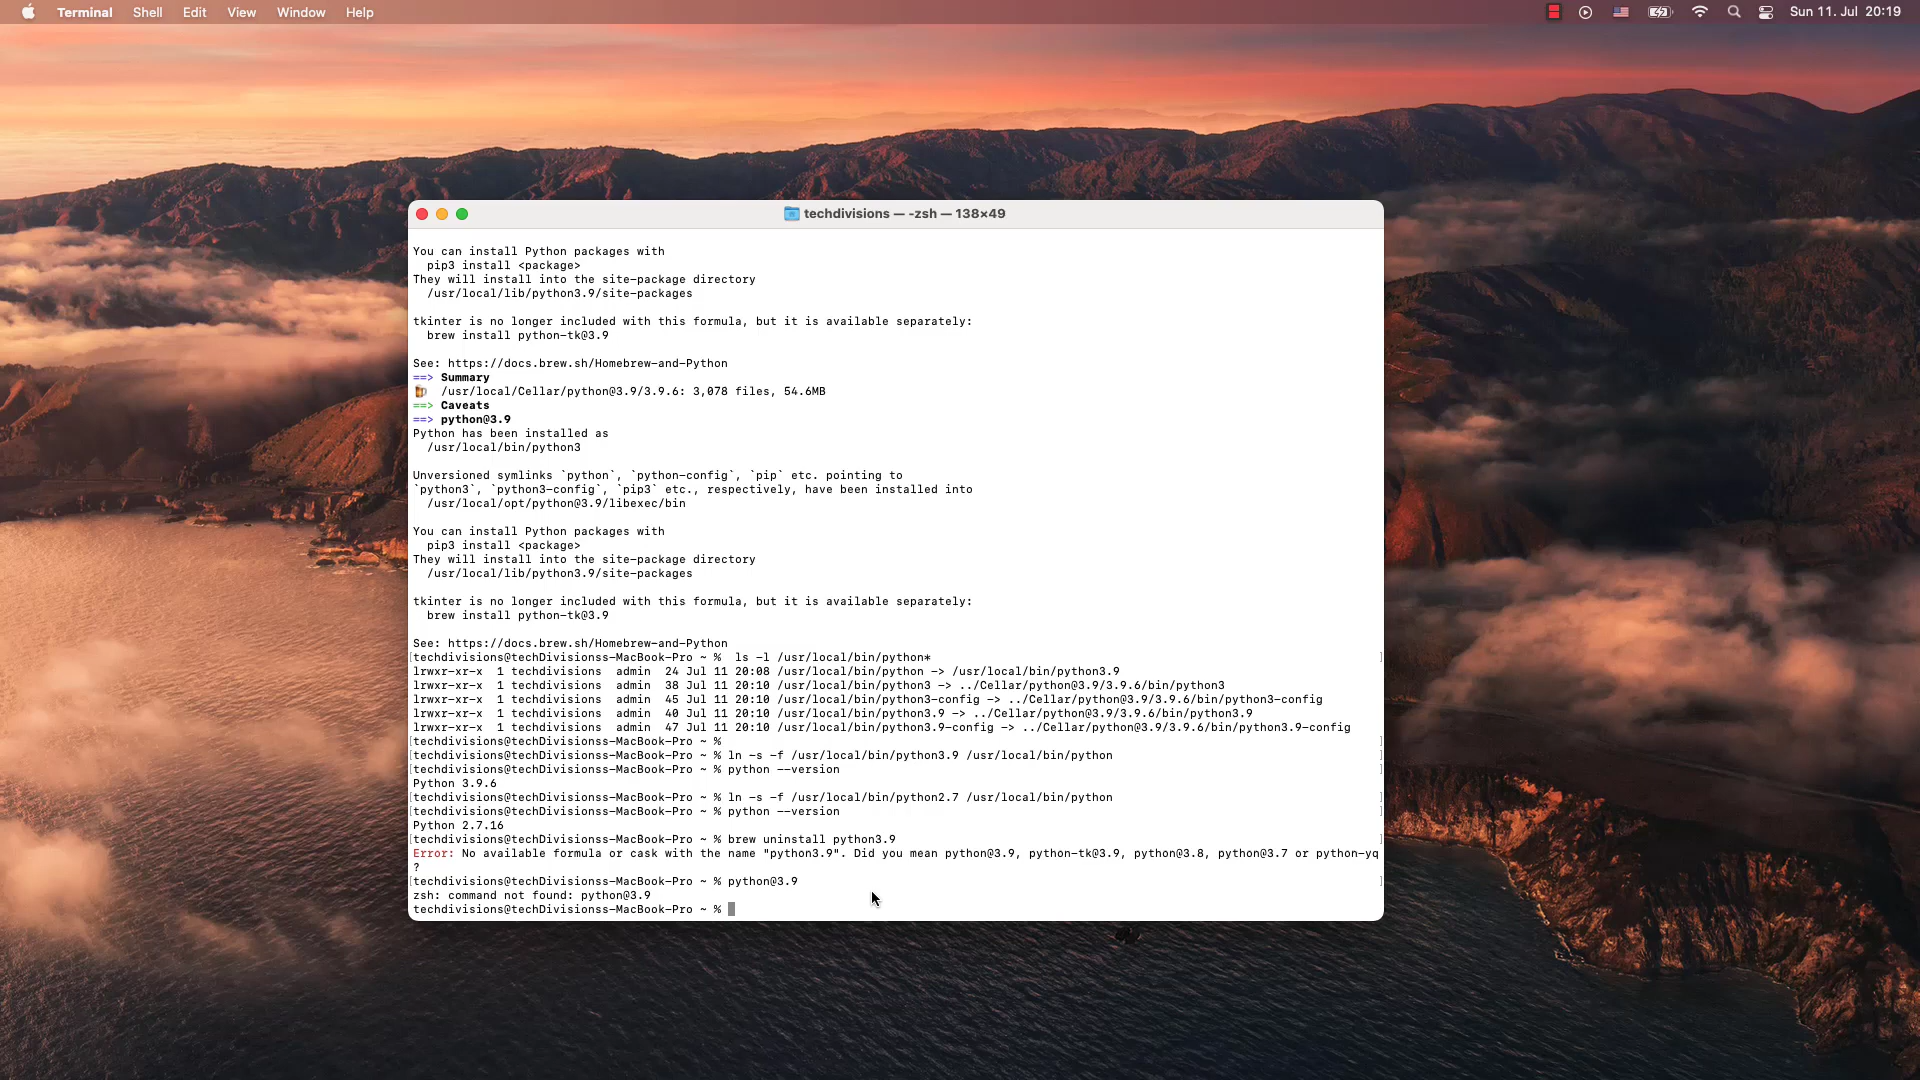 Terminal Shell Edit View Window Help Sun 11. Jul 20:19
techdivisions — -zsh — 138×49
You can install Python packages with
pip3 install <package>
They will install into the site-package directory
/usr/local/lib/python3.9/site-packages
tkinter is no longer included with this formula, but it is available separately:
brew install python-tk@3.9
See: https://docs.brew.sh/Homebrew-and-Python
==> Summary
/usr/local/Cellar/python@3.9/3.9.6: 3,078 files, 54.6MB
==> Caveats
==> python@3.9
Python has been installed as
/usr/local/bin/python3
Unversioned symlinks `python`, `python-config`, `pip` etc. pointing to
`python3`, `python3-config`, `pip3` etc., respectively, have been installed into
/usr/local/opt/python@3.9/libexec/bin
You can install Python packages with
pip3 install <package>
They will install into the site-package directory
/usr/local/lib/python3.9/site-packages
tkinter is no longer included with this formula, but it is available separately:
brew install python-tk@3.9
See: https://docs.brew.sh/Homebrew-and-Python
[techdivisions@techDivisionss-MacBook-Pro ~ %  ls -l /usr/local/bin/python* ]
lrwxr-xr-x  1 techdivisions  admin  24 Jul 11 20:08 /usr/local/bin/python -> /usr/local/bin/python3.9
lrwxr-xr-x  1 techdivisions  admin  38 Jul 11 20:10 /usr/local/bin/python3 -> ../Cellar/python@3.9/3.9.6/bin/python3
lrwxr-xr-x  1 techdivisions  admin  45 Jul 11 20:10 /usr/local/bin/python3-config -> ../Cellar/python@3.9/3.9.6/bin/python3-config
lrwxr-xr-x  1 techdivisions  admin  40 Jul 11 20:10 /usr/local/bin/python3.9 -> ../Cellar/python@3.9/3.9.6/bin/python3.9
lrwxr-xr-x  1 techdivisions  admin  47 Jul 11 20:10 /usr/local/bin/python3.9-config -> ../Cellar/python@3.9/3.9.6/bin/python3.9-config
[techdivisions@techDivisionss-MacBook-Pro ~ % ]
[techdivisions@techDivisionss-MacBook-Pro ~ % ln -s -f /usr/local/bin/python3.9 /usr/local/bin/python ]
[techdivisions@techDivisionss-MacBook-Pro ~ % python --version ]
Python 3.9.6
[techdivisions@techDivisionss-MacBook-Pro ~ % ln -s -f /usr/local/bin/python2.7 /usr/local/bin/python ]
[techdivisions@techDivisionss-MacBook-Pro ~ % python --version ]
Python 2.7.16
[techdivisions@techDivisionss-MacBook-Pro ~ % brew uninstall python3.9 ]
Error: No available formula or cask with the name "python3.9". Did you mean python@3.9, python-tk@3.9, python@3.8, python@3.7 or python-yq
?
[techdivisions@techDivisionss-MacBook-Pro ~ % python@3.9 ]
zsh: command not found: python@3.9
techdivisions@techDivisionss-MacBook-Pro ~ %